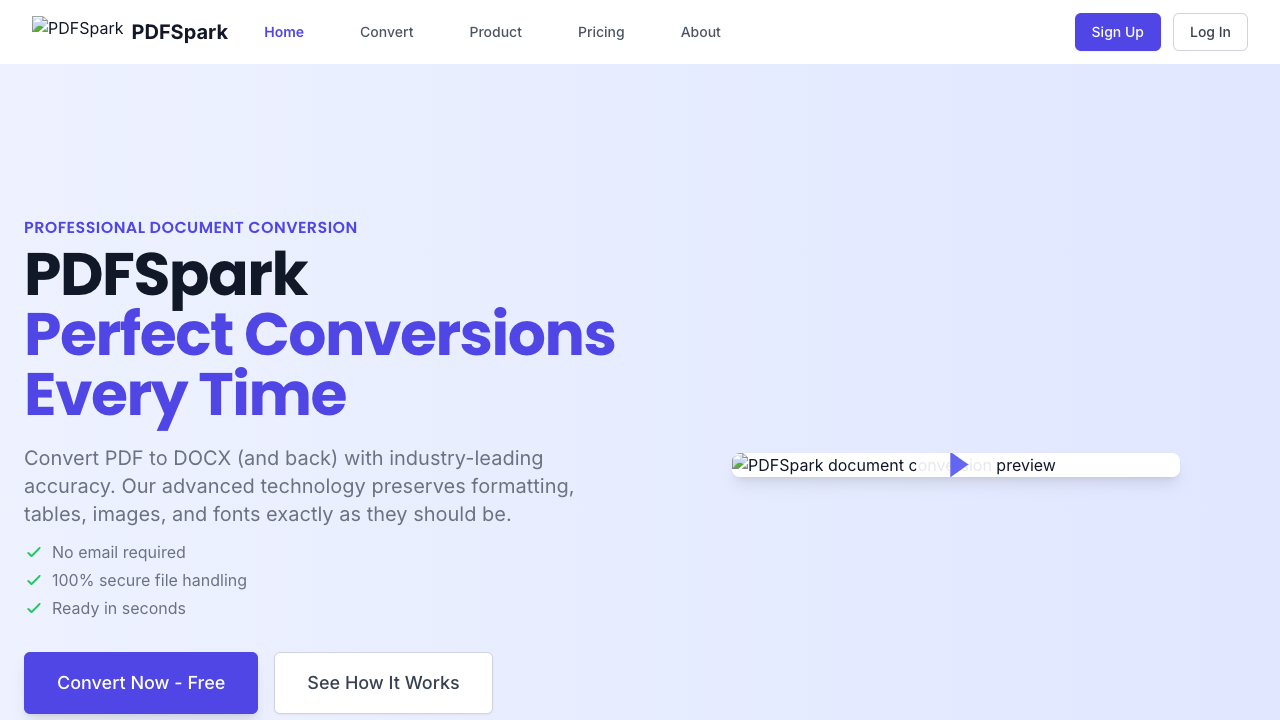 PDFSpark PDFSpark Home Convert Product Pricing About Sign Up Log In
PROFESSIONAL DOCUMENT CONVERSION
PDFSpark
Perfect Conversions
Every Time
Convert PDF to DOCX (and back) with industry-leading
accuracy. Our advanced technology preserves formatting,
tables, images, and fonts exactly as they should be.
No email required
100% secure file handling
Ready in seconds
Convert Now - Free
See How It Works
PDFSpark document conversion preview